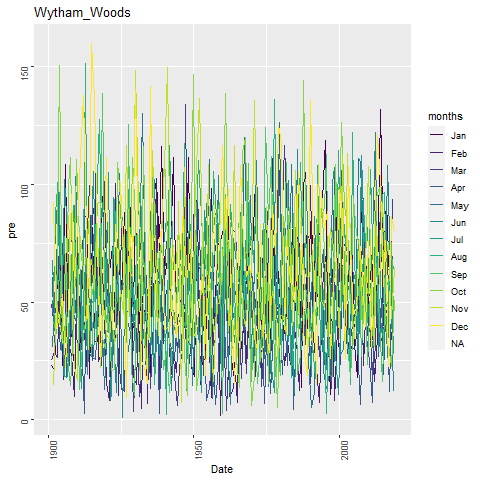 Wytham_Woods
150
100
50
0
pre
1900
1950
2000
Date
months
Jan
Feb
Mar
Apr
May
Jun
Jul
Aug
Sep
Oct
Nov
Dec
NA